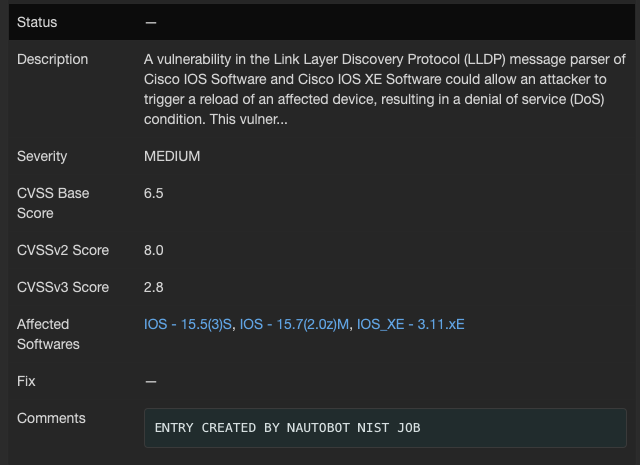 Status —
Description A vulnerability in the Link Layer Discovery Protocol (LLDP) message parser of
Cisco IOS Software and Cisco IOS XE Software could allow an attacker to
trigger a reload of an affected device, resulting in a denial of service (DoS)
condition. This vulner...
Severity MEDIUM
CVSS Base 6.5
Score
CVSSv2 Score 8.0
CVSSv3 Score 2.8
Affected IOS - 15.5(3)S, IOS - 15.7(2.0z)M, IOS_XE - 3.11.xE
Softwares
Fix —
Comments ENTRY CREATED BY NAUTOBOT NIST JOB